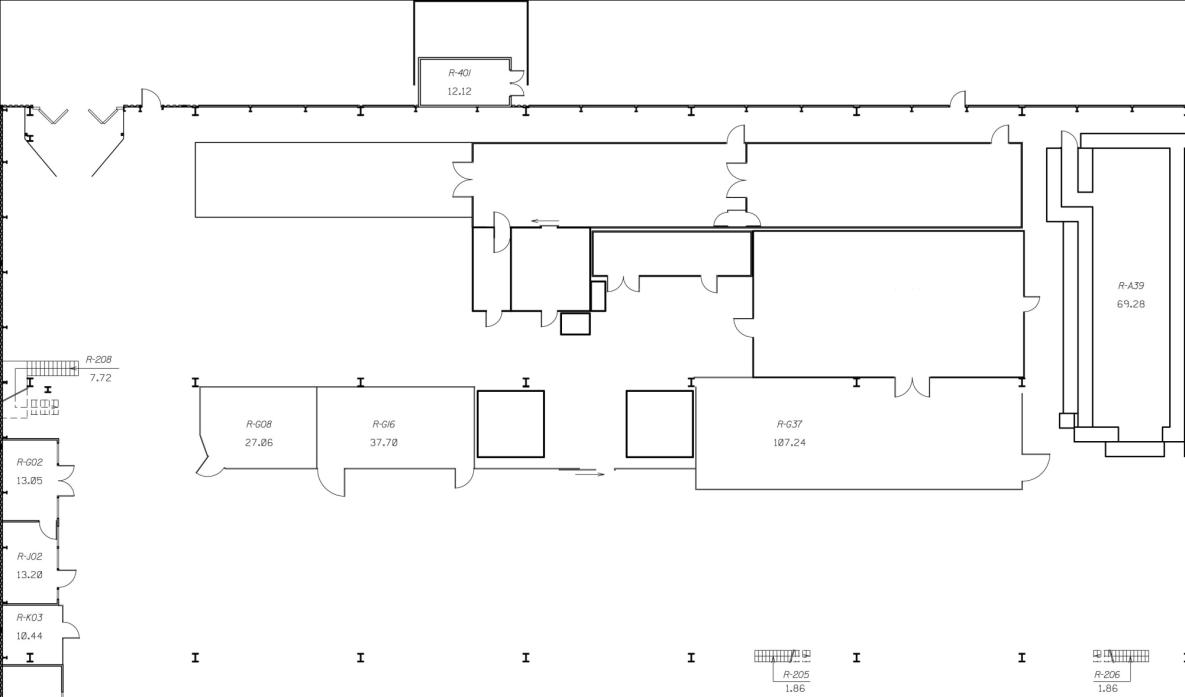 R-401
12.12
R-A39
69.28
R-208
7.72
R-G08
27.06
R-G16
37.70
R-G37
107.24
R-G02
13.05
R-J02
13.20
R-K03
10.44
R-205
1.86
R-206
1.86